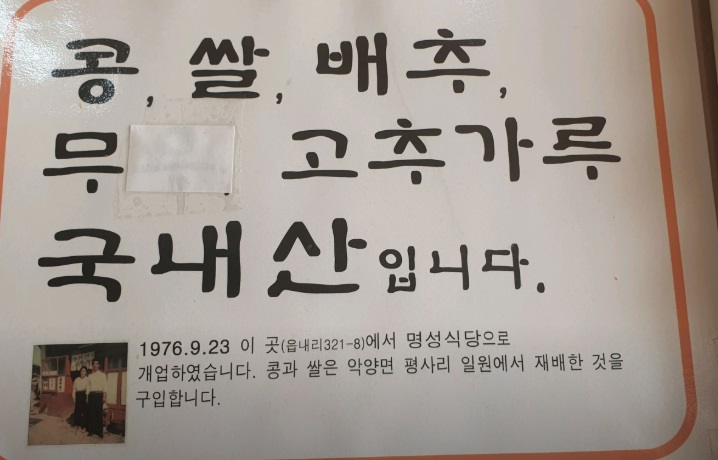 콩, 쌀, 배추,
무 고추가루
국내산입니다.
1976.9.23 이 곳(읍내리321-8)에서 명성식당으로
개업하였습니다. 콩과 쌀은 악양면 평사리 일원에서 재배한 것을
구입합니다.